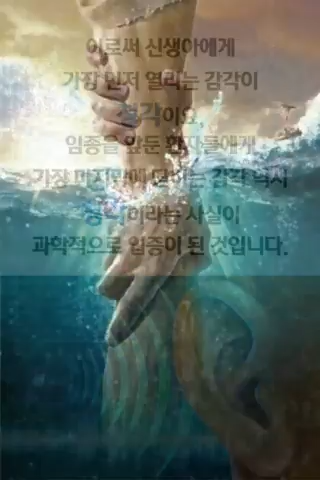 이로써 신생아에게
가장 먼저 열리는 감각이
청각이요,
임종을 앞둔 환자들에게
가장 마지막에 닫히는 감각 역시
청각이라는 사실이
과학적으로 입증이 된 것입니다.